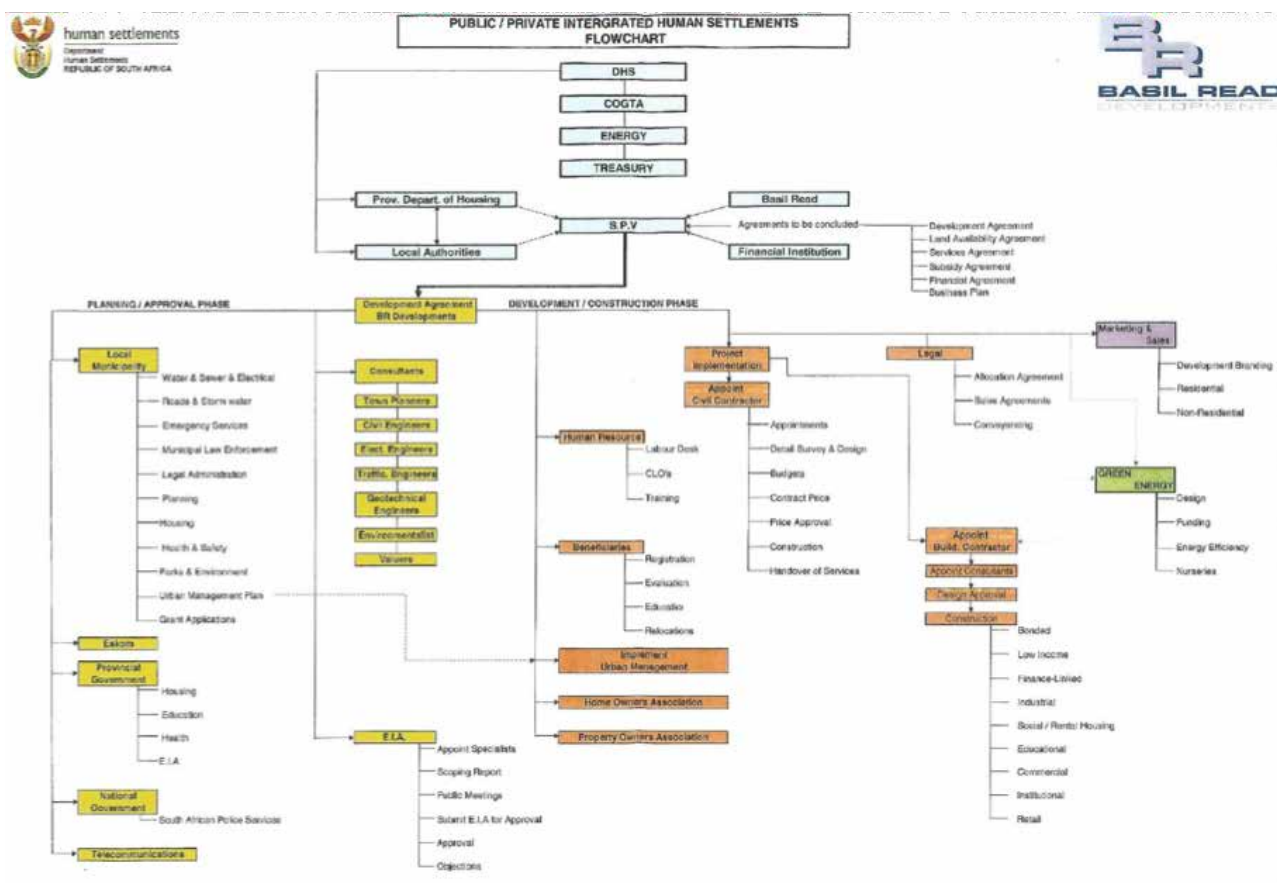 human settlements
Department:
Human Settlements
REPUBLIC OF SOUTH AFRICA
PUBLIC / PRIVATE INTERGRATED HUMAN SETTLEMENTS
FLOWCHART
BR
BASIL READ
DEVELOPMENTS
DHS
COGTA
ENERGY
TREASURY
Prov. Depart. of Housing
Local Authorities
S.P.V
Basil Read
Financial Institution
Agreements to be concluded
Development Agreement
Land Availability Agreement
Services Agreement
Subsidy Agreement
Financial Agreement
Business Plan
PLANNING / APPROVAL PHASE
Development Agreement
BR Developments
DEVELOPMENT / CONSTRUCTION PHASE
Local
Municipality
Water & Sewer & Electrical
Roads & Storm water
Emergency Services
Municipal Law Enforcement
Legal Administration
Planning
Housing
Health & Safety
Parks & Environment
Urban Management Plan
Grant Applications
Eskom
Provincial
Government
Housing
Education
Health
E.I.A
National
Government
South African Police Services
Telecommunications
Consultants
Town Planners
Civil Engineers
Elect. Engineers
Traffic. Engineers
Geotechnical
Engineers
Environmentalist
Valuers
E.I.A.
Appoint Specialists
Scoping Report
Public Meetings
Submit E.I.A for Approval
Approval
Objections
Human Resource
Labour Desk
CLO's
Training
Beneficiaries
Registration
Evaluation
Relocations
Implement
Urban Management
Home Owners Association
Property Owners Association
Project
Implementation
Appoint
Civil Contractor
Appointments
Detail Survey & Design
Budgets
Contract Price
Price Approval
Construction
Handover of Services
Legal
Allocation Agreement
Sales Agreements
Conveyancing
Appoint
Build. Contractor
Appoint Consultants
Design Approval
Construction
Bonded
Low Income
Finance-Linked
Industrial
Social / Rental Housing
Educational
Commercial
Institutional
Retail
Marketing &
Sales
Development Branding
Residential
Non-Residential
GREEN
ENERGY
Design
Funding
Energy Efficiency
Nurseries